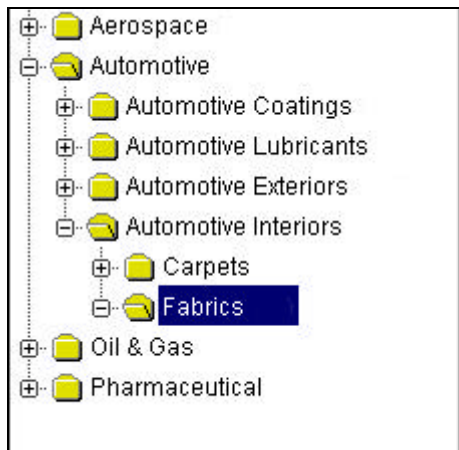 Aerospace
Automotive
Automotive Coatings
Automotive Lubricants
Automotive Exteriors
Automotive Interiors
Carpets
Fabrics
Oil & Gas
Pharmaceutical